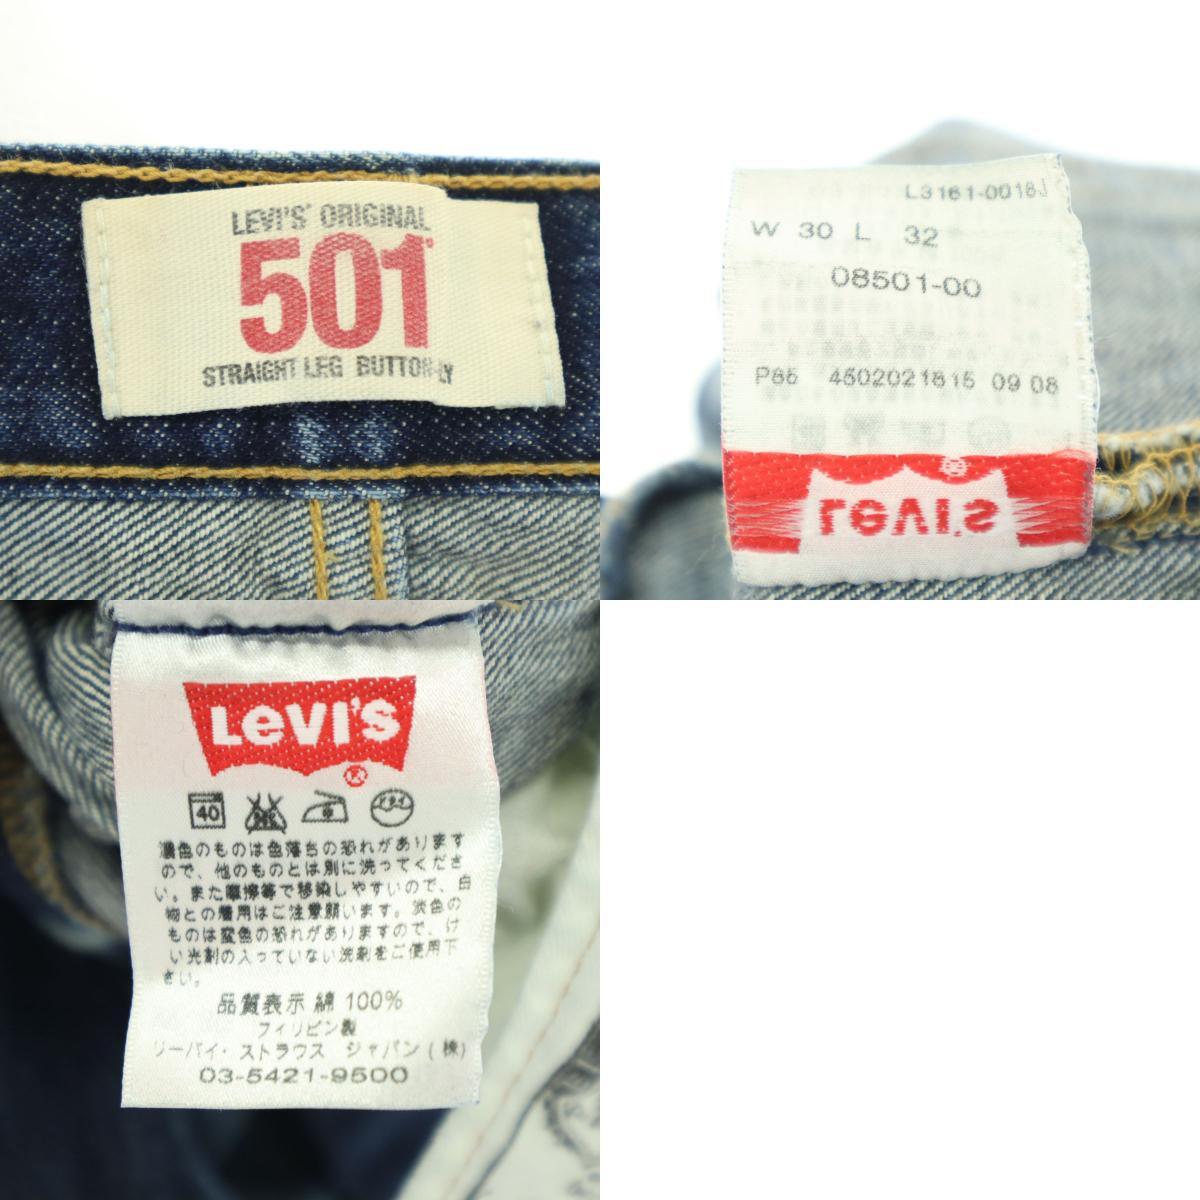 LEVI'S® ORIGINAL
501®
STRAIGHT LEG BUTTON-LY
L3161-0018J
W 30 L 32
08501-00
P85 4502021815 09 08
LEVI'S
LEVI'S
®
40
濃色のものは色落ちの恐れがあります
ので、他のものとは別に洗ってくださ
い。また摩擦等で移染しやすいので、白
物との着用はご注意願います。淡色の
ものは変色の恐れがありますので、け
い光剤の入っていない洗剤をご使用下
さい。
品質表示 綿 100%
フィリピン製
リーバイ・ストラウス ジャパン(株)
03-5421-9500